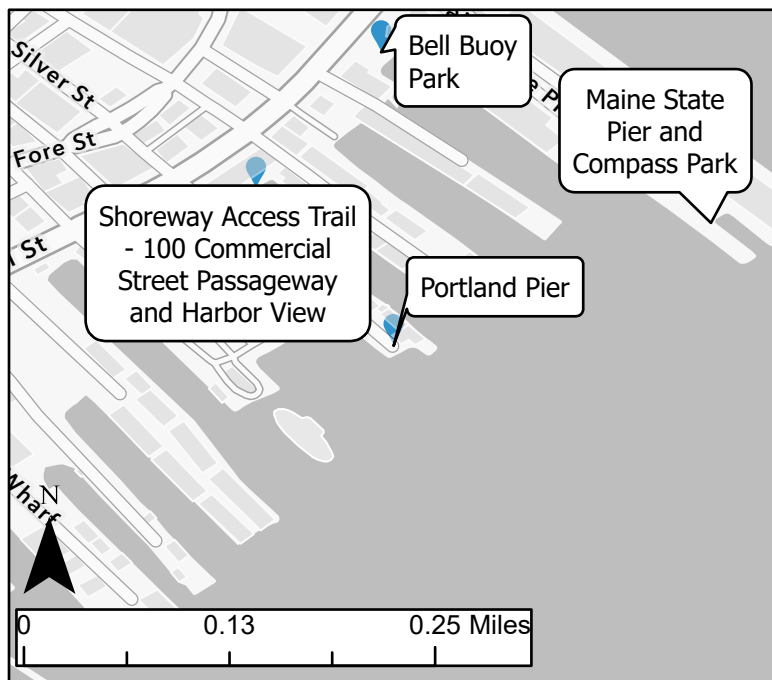 Silver St
Fore St
St
Bell Buoy
Park
Maine State
Pier and
Compass Park
Shoreway Access Trail
- 100 Commercial
Street Passageway
and Harbor View
Portland Pier
Wharf
N
0 0.13 0.25 Miles